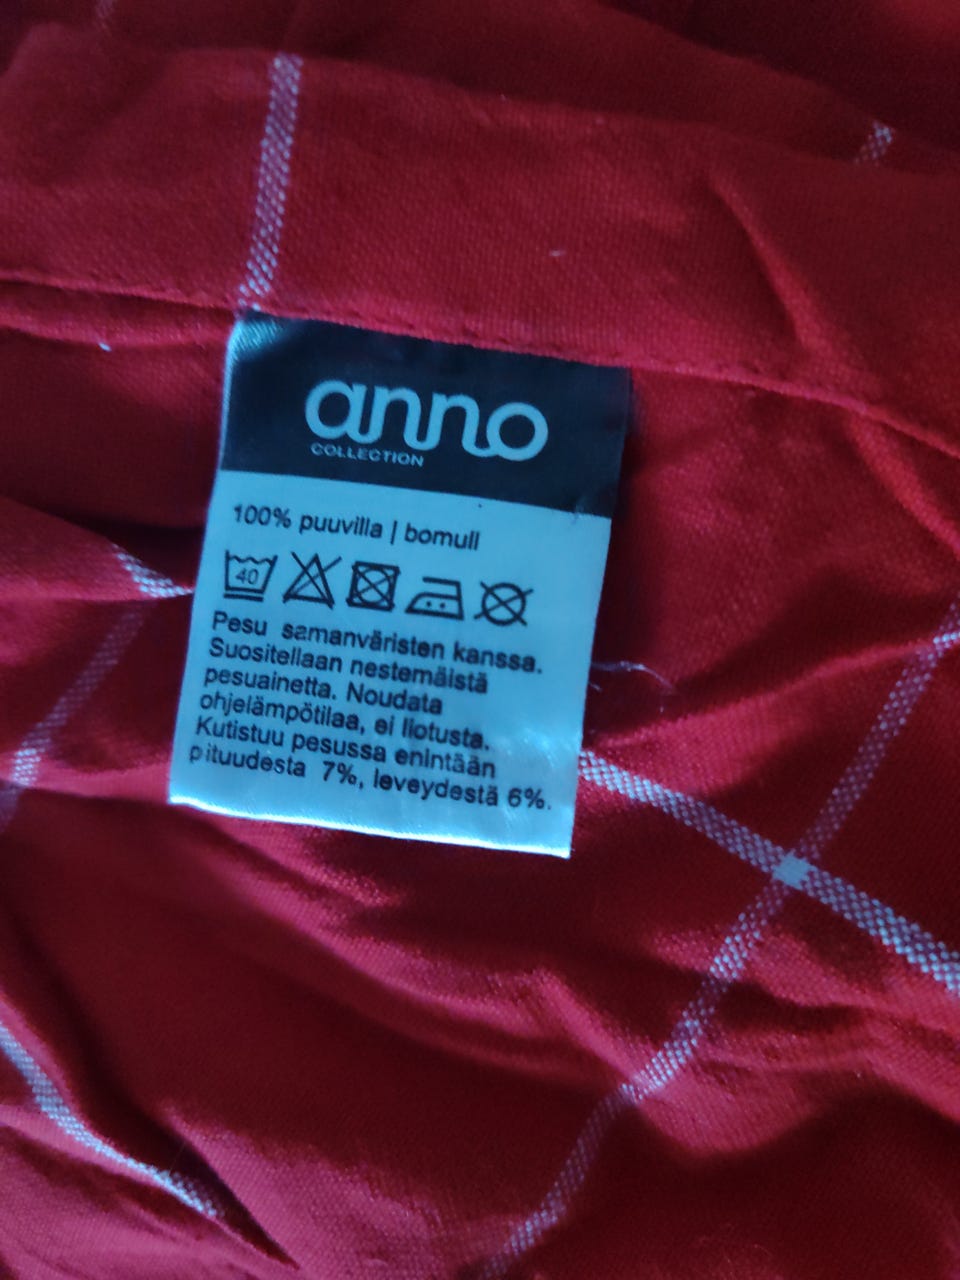 anno
COLLECTION
100% puuvilla | bomull
40
Pesu samanväristen kanssa.
Suositellaan nestemäistä
pesuainetta. Noudata
ohjelämpötilaa, ei liotusta.
Kutistuu pesussa enintään
pituudesta 7%, leveydestä 6%.